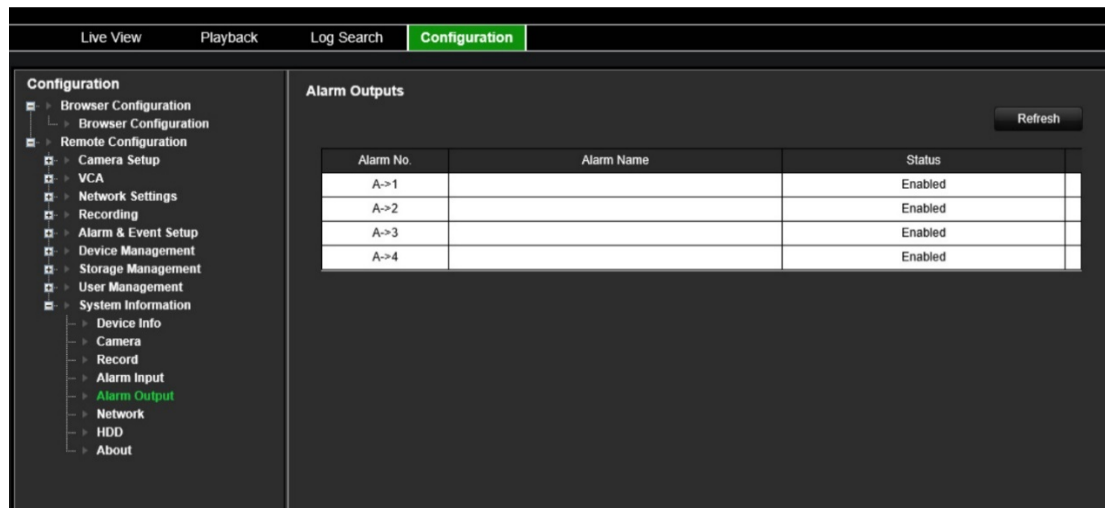 Live View Playback Log Search Configuration
Configuration
Browser Configuration
Browser Configuration
Remote Configuration
Camera Setup
VCA
Network Settings
Recording
Alarm & Event Setup
Device Management
Storage Management
User Management
System Information
Device Info
Camera
Record
Alarm Input
Alarm Output
Network
HDD
About
Alarm Outputs
Refresh
Alarm No. Alarm Name Status
A->1 Enabled
A->2 Enabled
A->3 Enabled
A->4 Enabled